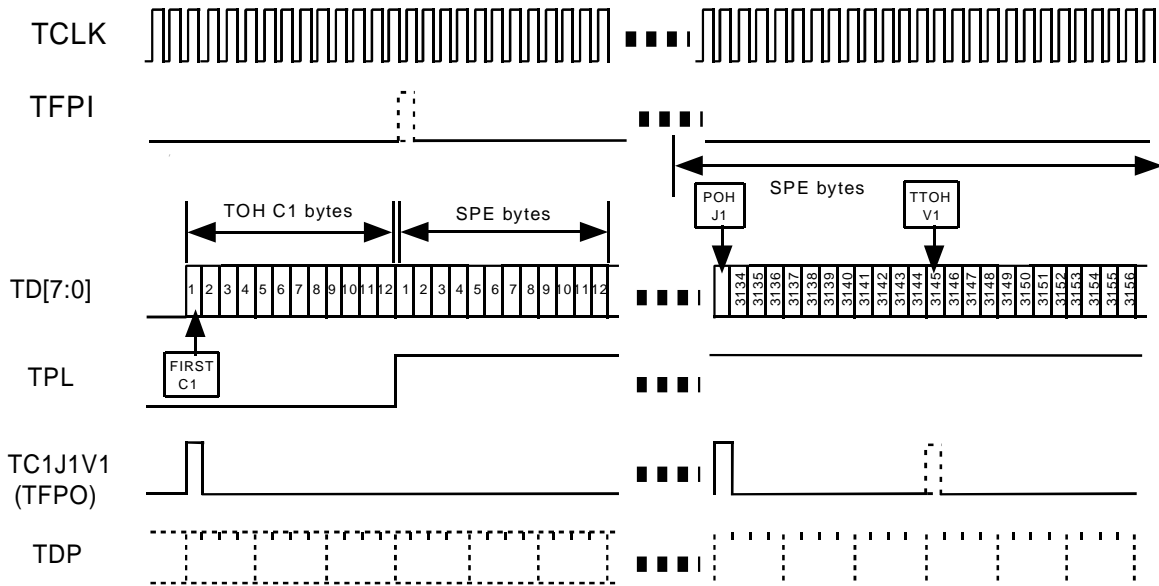 TCLK
TFPI
SPE bytes
POH
J1
TTOH
V1
TOH C1 bytes
SPE bytes
TD[7:0]
1 2 3 4 5 6 7 8 9 10 11 12 1 2 3 4 5 6 7 8 9 10 11 12
3134 3135 3136 3137 3138 3139 3140 3141 3142 3143 3144 3145 3146 3147 3148 3149 3150 3151 3152 3153 3154 3155 3156
FIRST
C1
TPL
TC1J1V1
(TFPO)
TDP